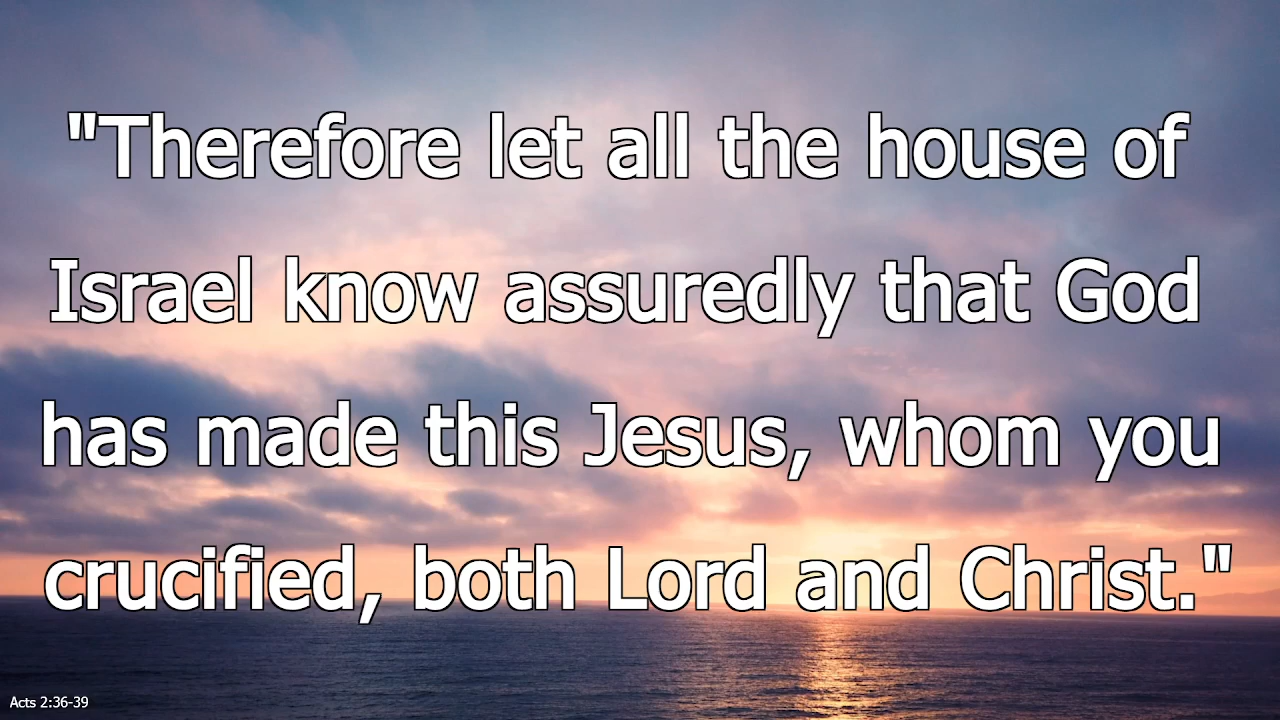 "Therefore let all the house of
Israel know assuredly that God
has made this Jesus, whom you
crucified, both Lord and Christ."
Acts 2:36-39